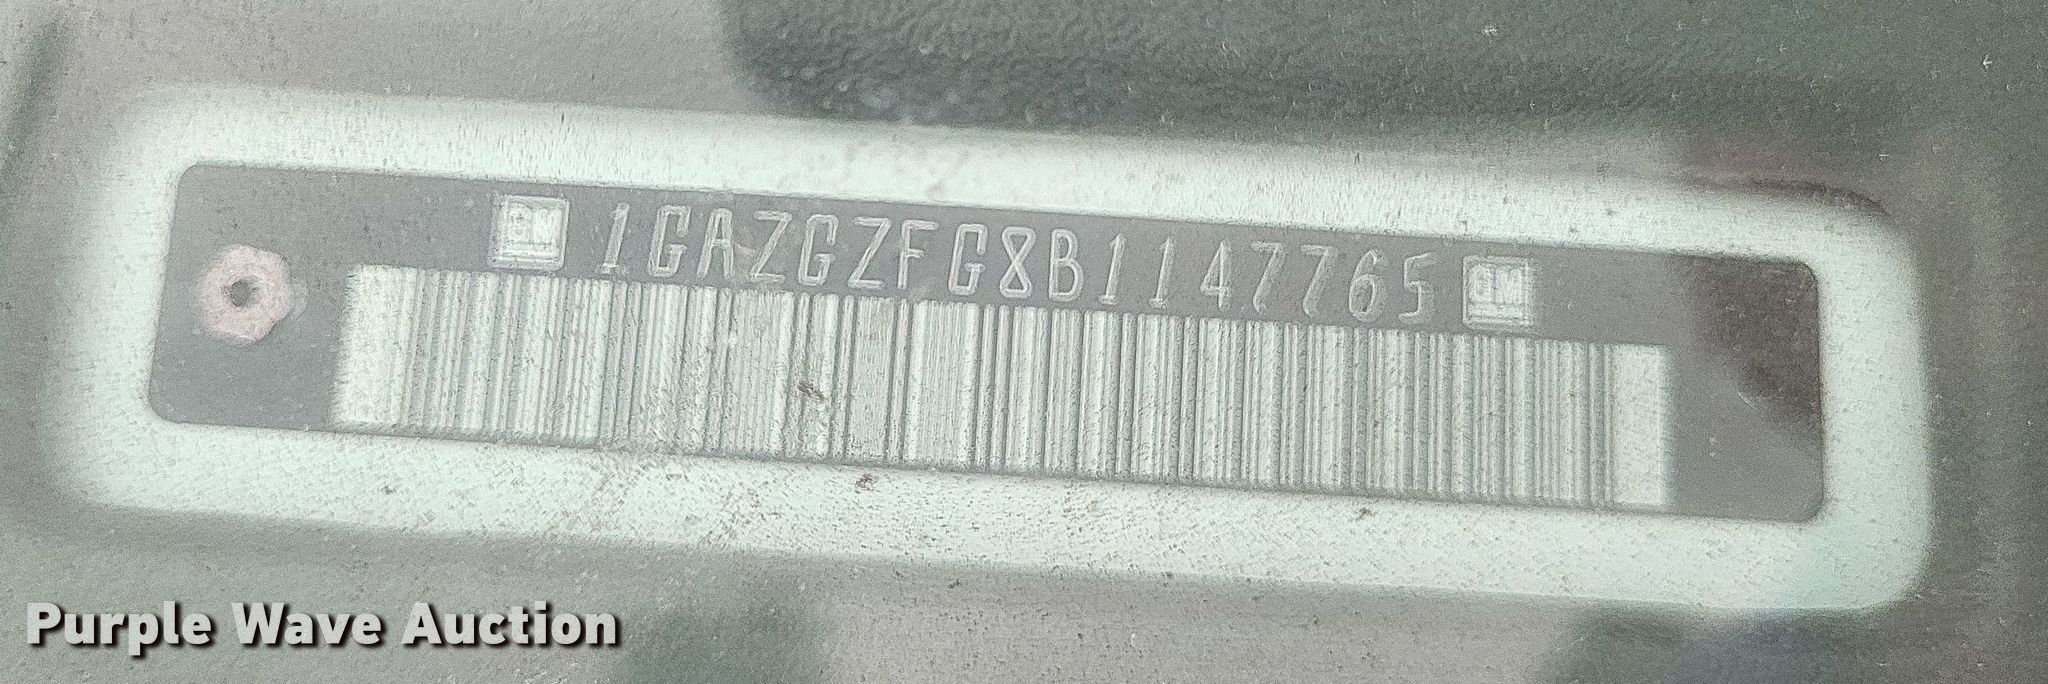 GM 1GAZGZFG8B1147765 GM
Purple Wave Auction